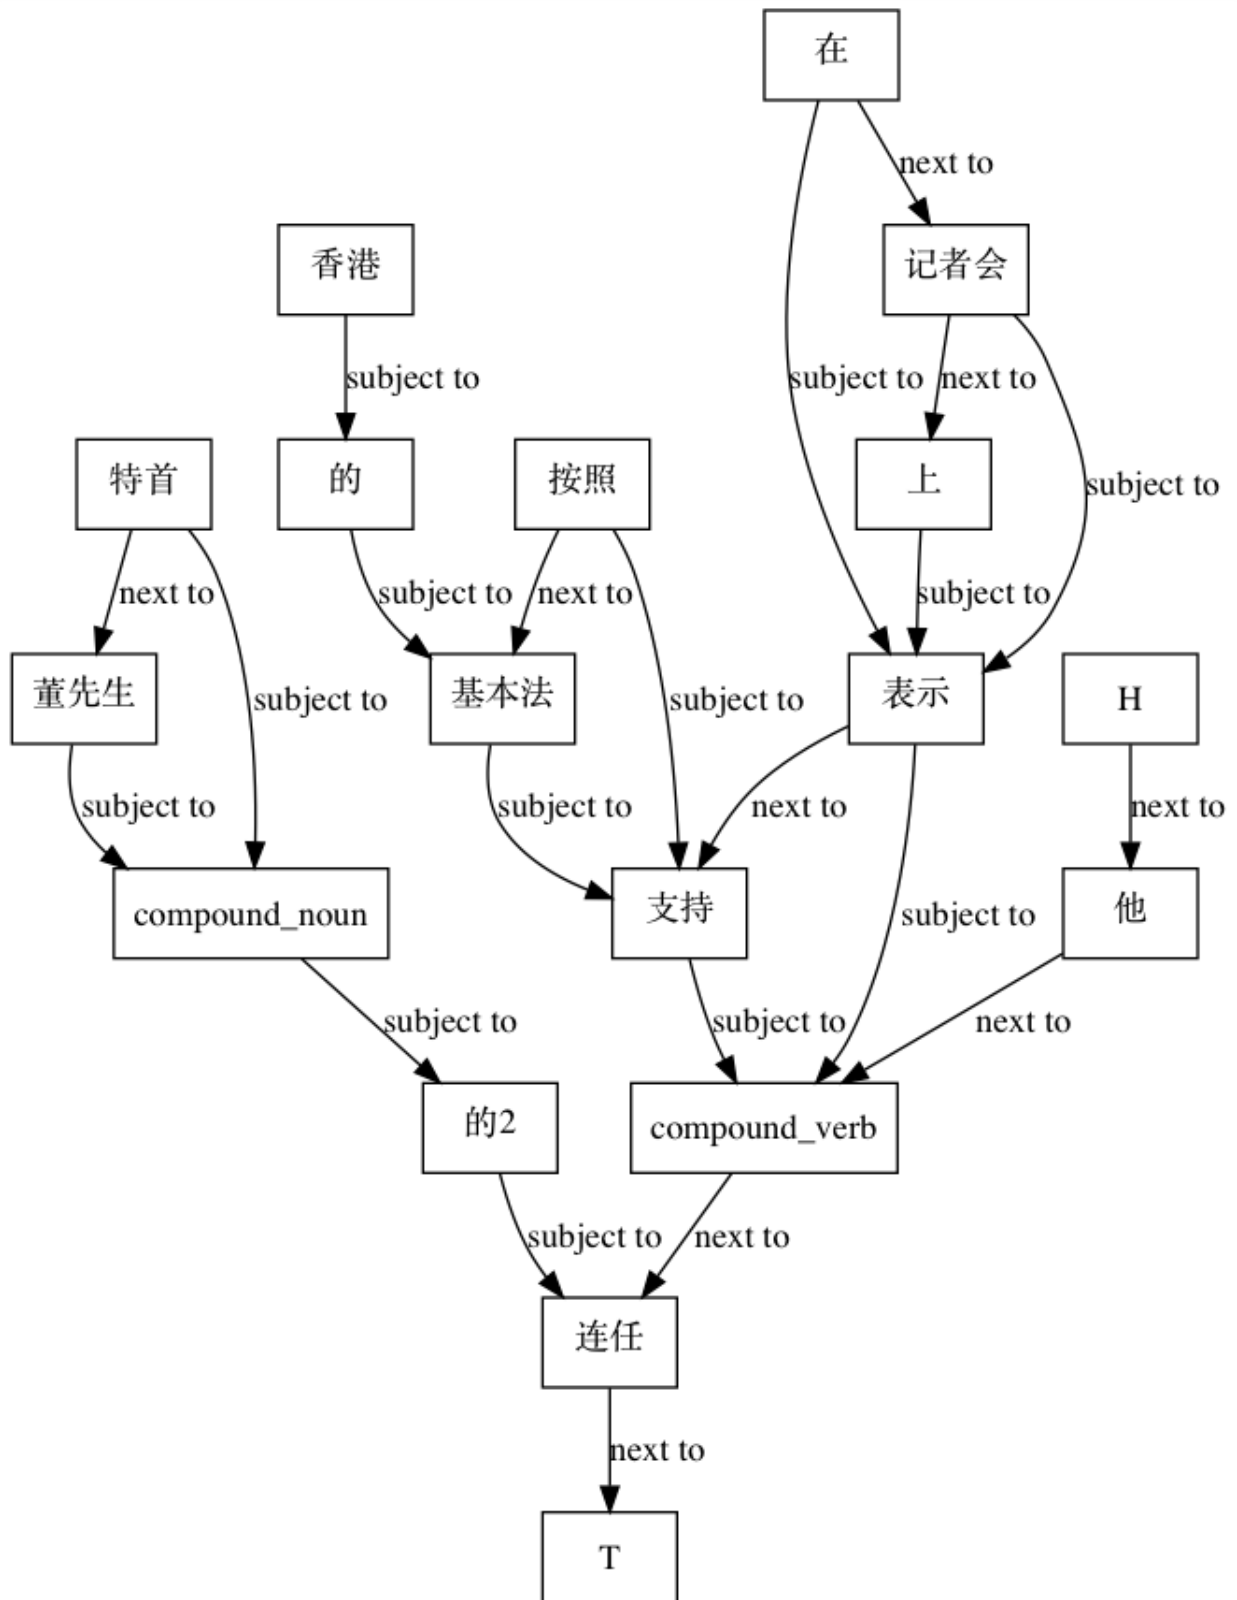 在
next to
香港
记者会
subject to
subject to
next to
subject to
特首
的
按照
上
next to
subject to
next to
subject to
董先生
subject to
基本法
subject to
表示
H
subject to
subject to
next to
next to
compound_noun
支持
subject to
他
subject to
subject to
next to
的2
compound_verb
subject to
next to
连任
next to
T